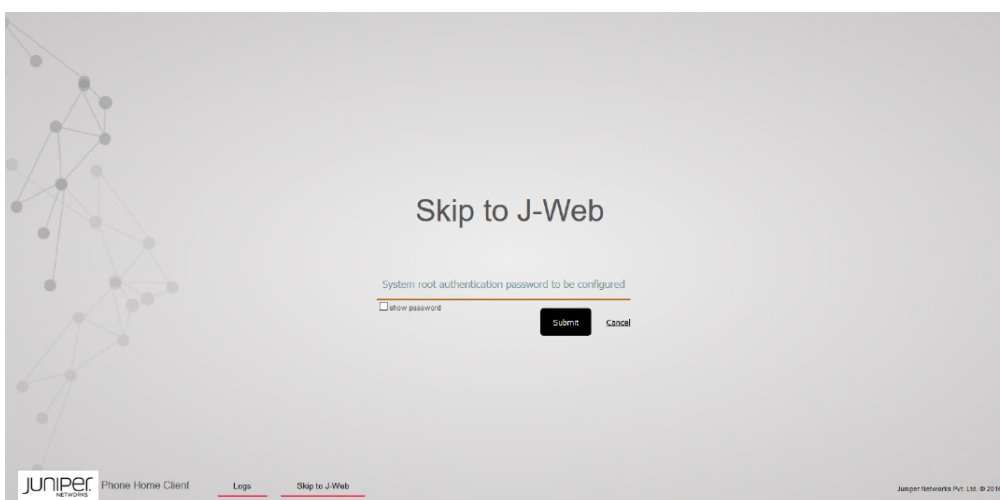 Skip to J-Web
System root authentication password to be configured
show password
Submit Cancel
JUNIPER NETWORKS Phone Home Client Logs Skip to J-Web
Juniper Networks Pvt. Ltd. © 2016